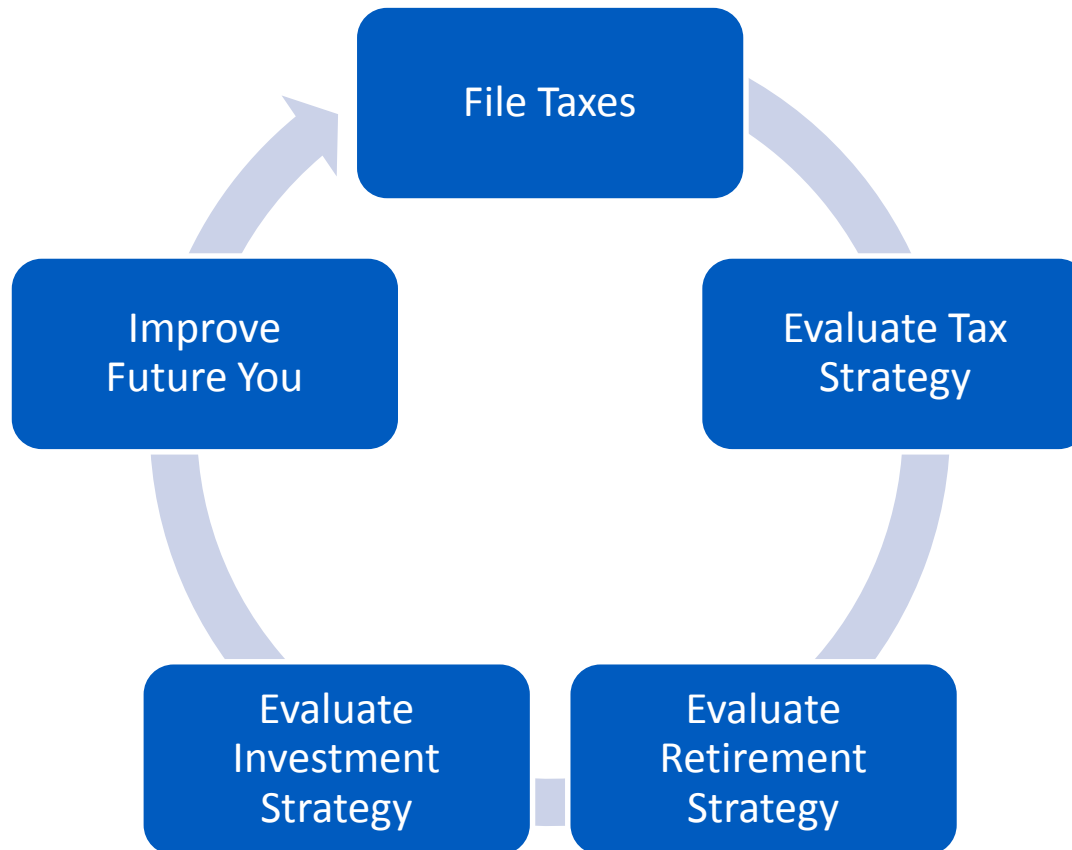 File Taxes
Evaluate Tax
Strategy
Evaluate
Retirement
Strategy
Evaluate
Investment
Strategy
Improve
Future You